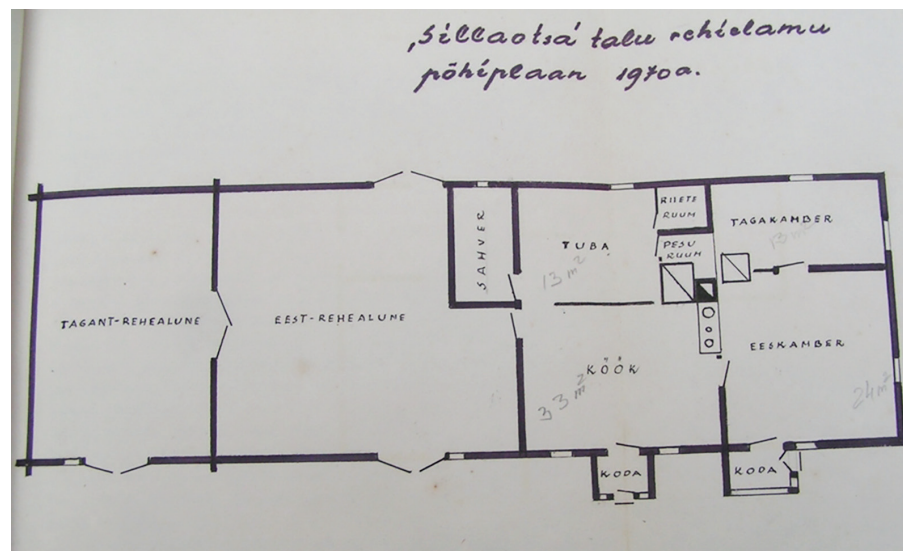 „Sillaotsa' talu rehielamu
põhiplaan 1970a.
RIIETE
RUUM
TAGAKAMBER
13 m²
SAHVER
TUBA
PESU
RUUM
13 m²
TAGANT-REHEALUNE
EEST-REHEALUNE
EESKAMBER
KÖÖK
33 m²
24 m²
KODA
KODA